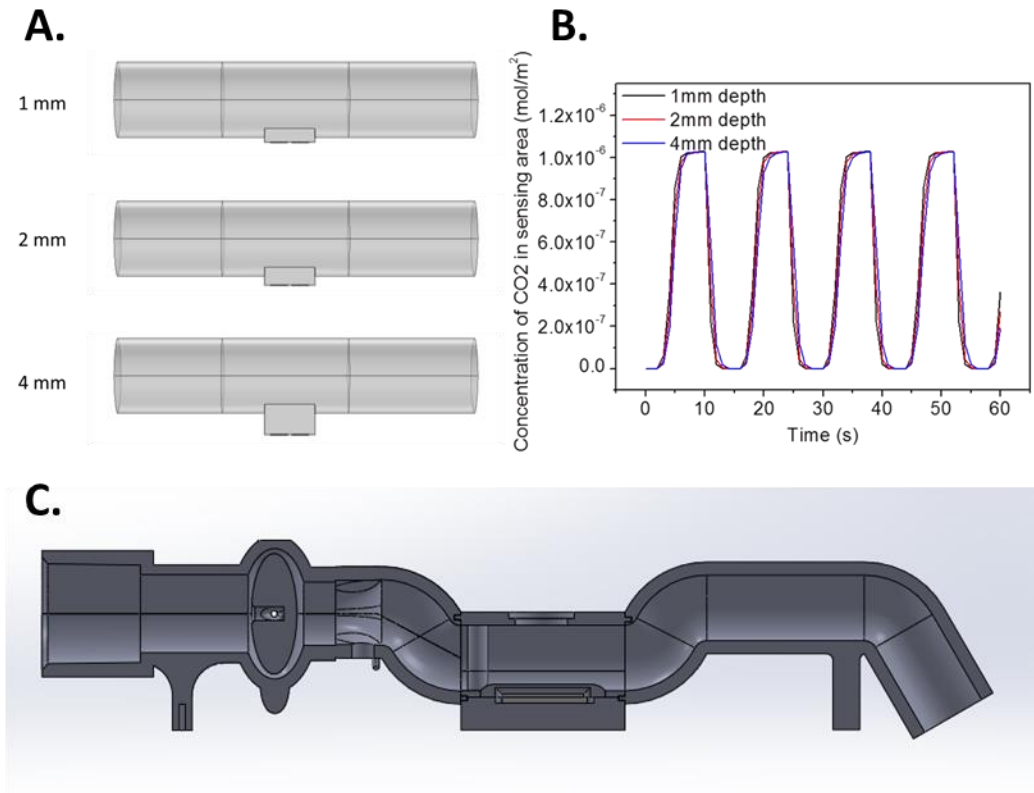 A.
1 mm
2 mm
4 mm
B.
1mm depth
2mm depth
4mm depth
Concentration of CO2 in sensing area (mol/m²)
1.2x10⁻⁶
1.0x10⁻⁶
8.0x10⁻⁷
6.0x10⁻⁷
4.0x10⁻⁷
2.0x10⁻⁷
0.0
0 10 20 30 40 50 60
Time (s)
C.